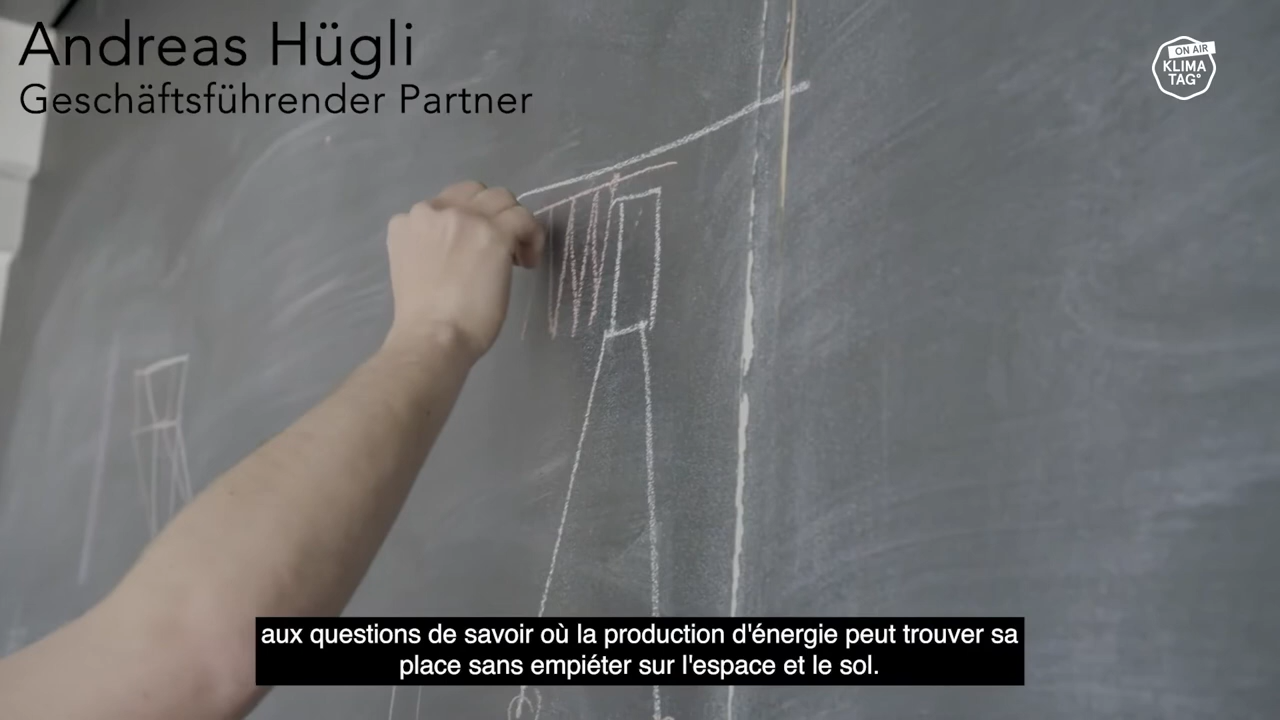 Andreas Hügli
Geschäftsführender Partner
ON AIR
KLIMA
TAG°
aux questions de savoir où la production d'énergie peut trouver sa
place sans empiéter sur l'espace et le sol.